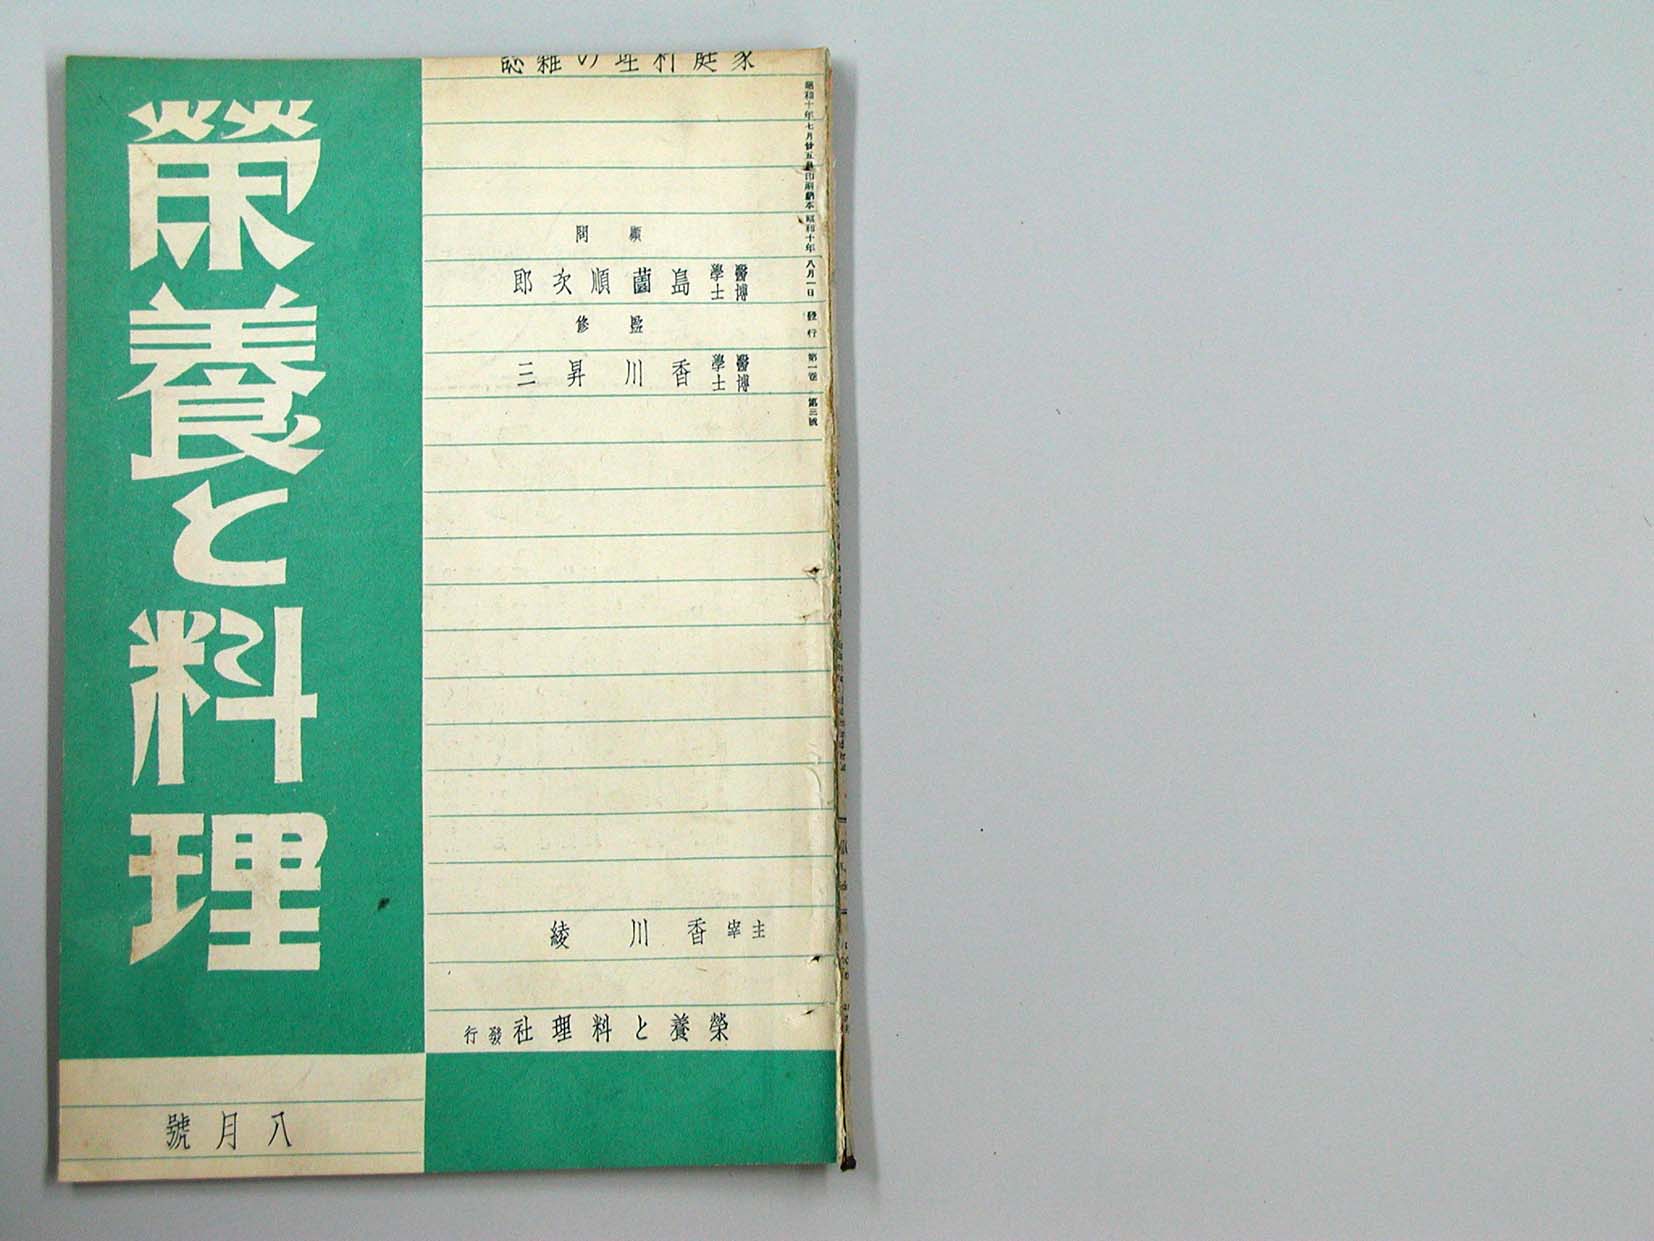 家庭料理の雜誌
昭和十年七月廿五日印刷納本 昭和十年八月一日發行 第一卷 第三號
榮養と料理
顧問
醫學博士 島薗順次郎
監修
醫學博士 香川昇三
主宰 香川綾
榮養と料理社發行
八月號